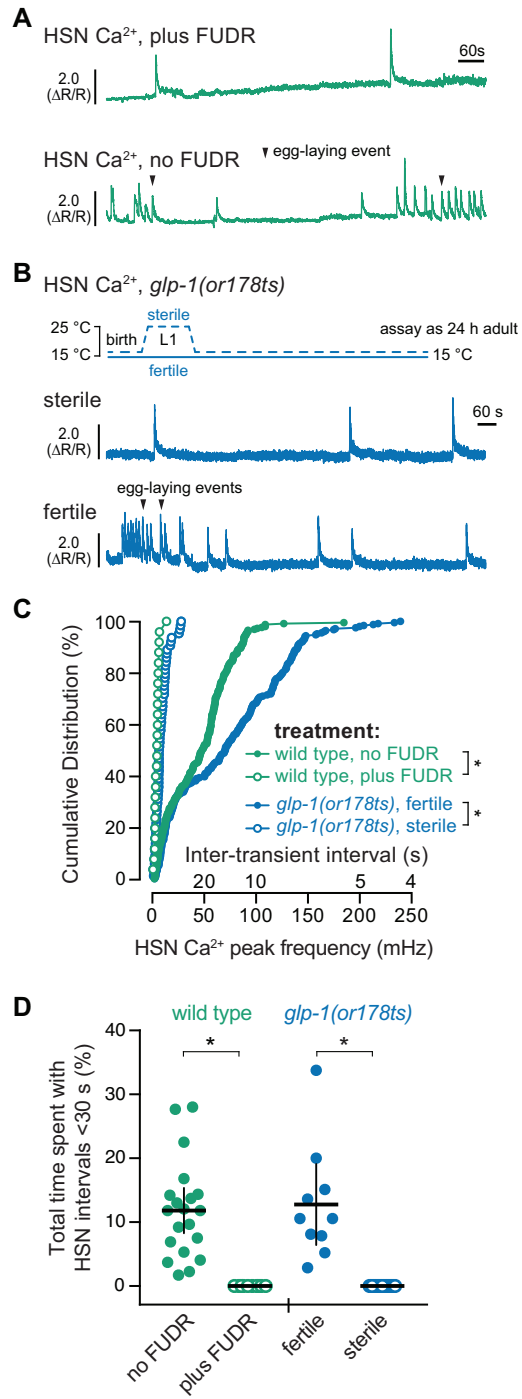 A
HSN Ca²⁺, plus FUDR
60s
2.0
(ΔR/R)
HSN Ca²⁺, no FUDR
egg-laying event
2.0
(ΔR/R)
B
HSN Ca²⁺, glp-1(or178ts)
sterile
25 °C
birth
L1
assay as 24 h adult
15 °C
15 °C
fertile
sterile
60 s
2.0
(ΔR/R)
egg-laying events
fertile
2.0
(ΔR/R)
C
100
80
60
40
20
0
Cumulative Distribution (%)
treatment:
wild type, no FUDR
*
wild type, plus FUDR
glp-1(or178ts), fertile
*
glp-1(or178ts), sterile
Inter-transient interval (s)
20 10 5 4
0 50 100 150 200 250
HSN Ca²⁺ peak frequency (mHz)
D
wild type
glp-1(or178ts)
40
30
20
10
0
* *
Total time spent with
HSN intervals <30 s (%)
no FUDR
plus FUDR
fertile
sterile